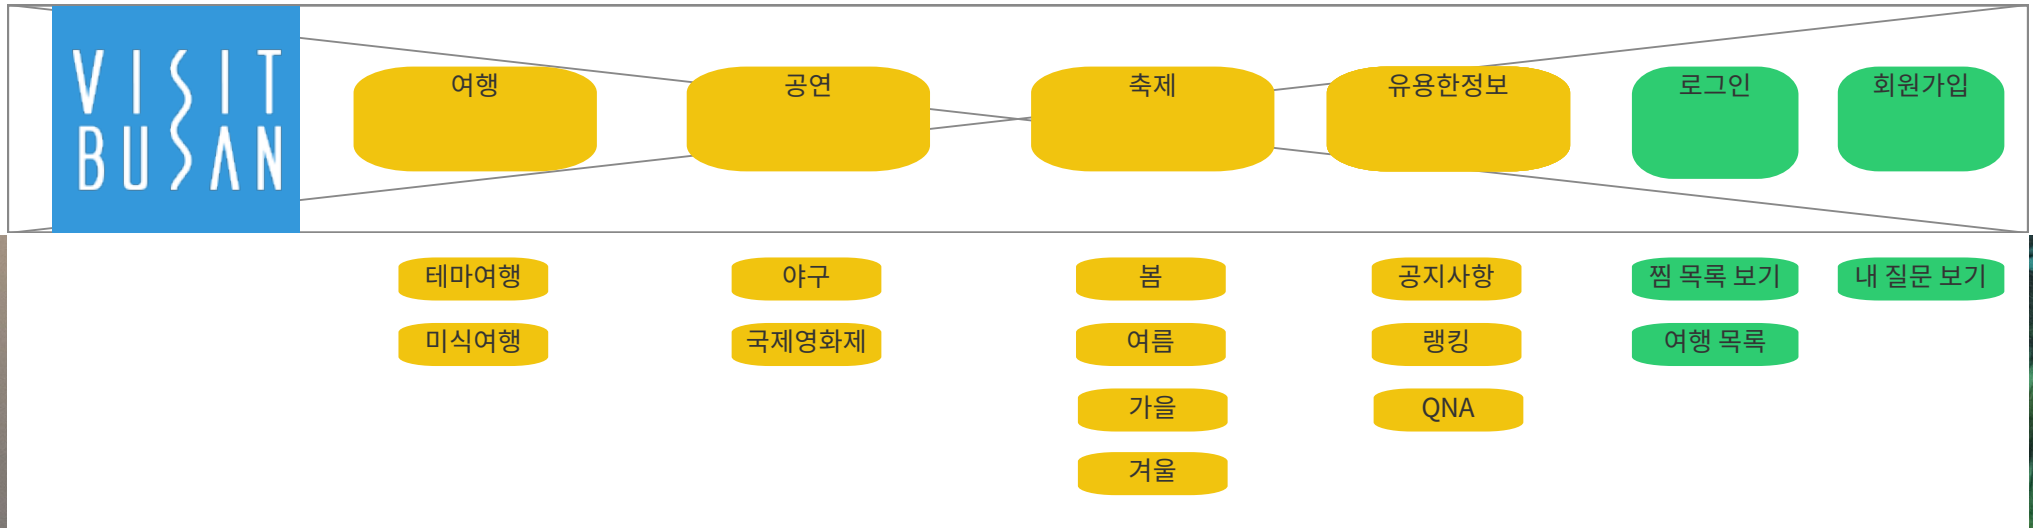 VISIT
BUSAN
여행
공연
축제
유용한정보
로그인
회원가입
테마여행
야구
봄
공지사항
찜 목록 보기
내 질문 보기
미식여행
국제영화제
여름
랭킹
여행 목록
가을
QNA
겨울